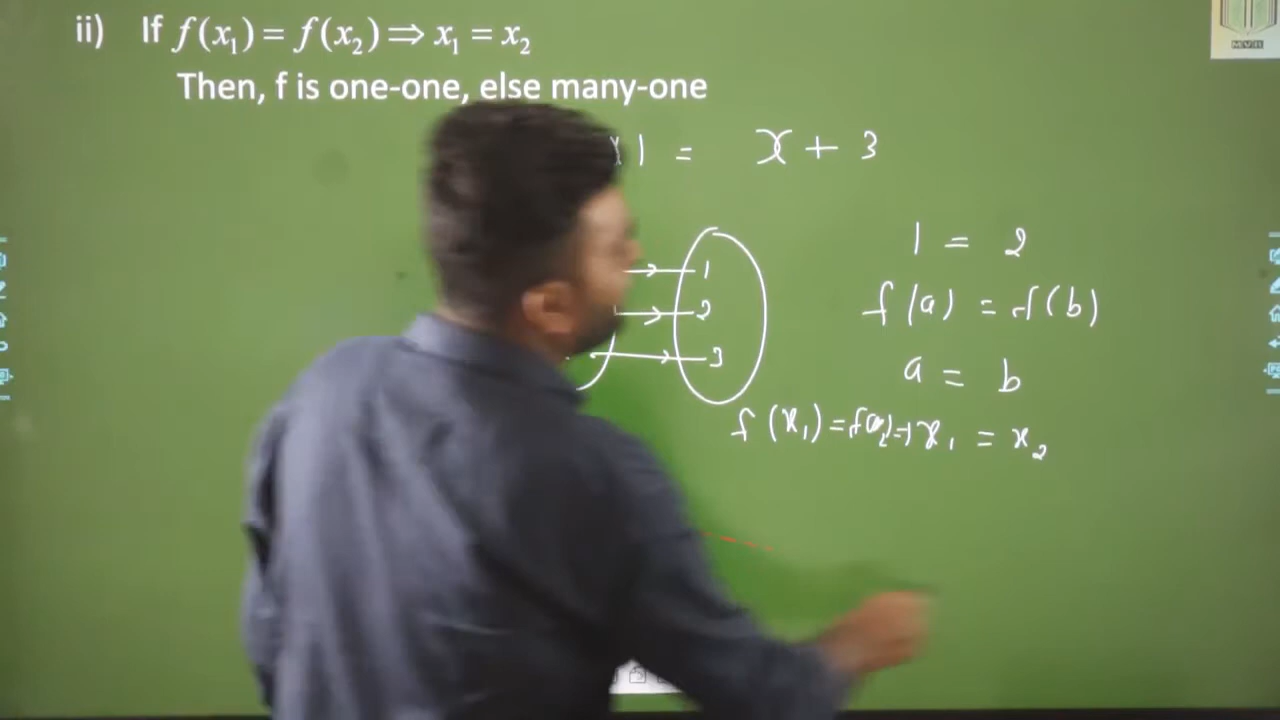 ii) If f(x₁) = f(x₂) ⇒ x₁ = x₂
Then, f is one-one, else many-one
x) = x + 3
1
2
3
1 = 2
f(a) = f(b)
a = b
f(x₁) = f(x₂) ⇒ x₁ = x₂